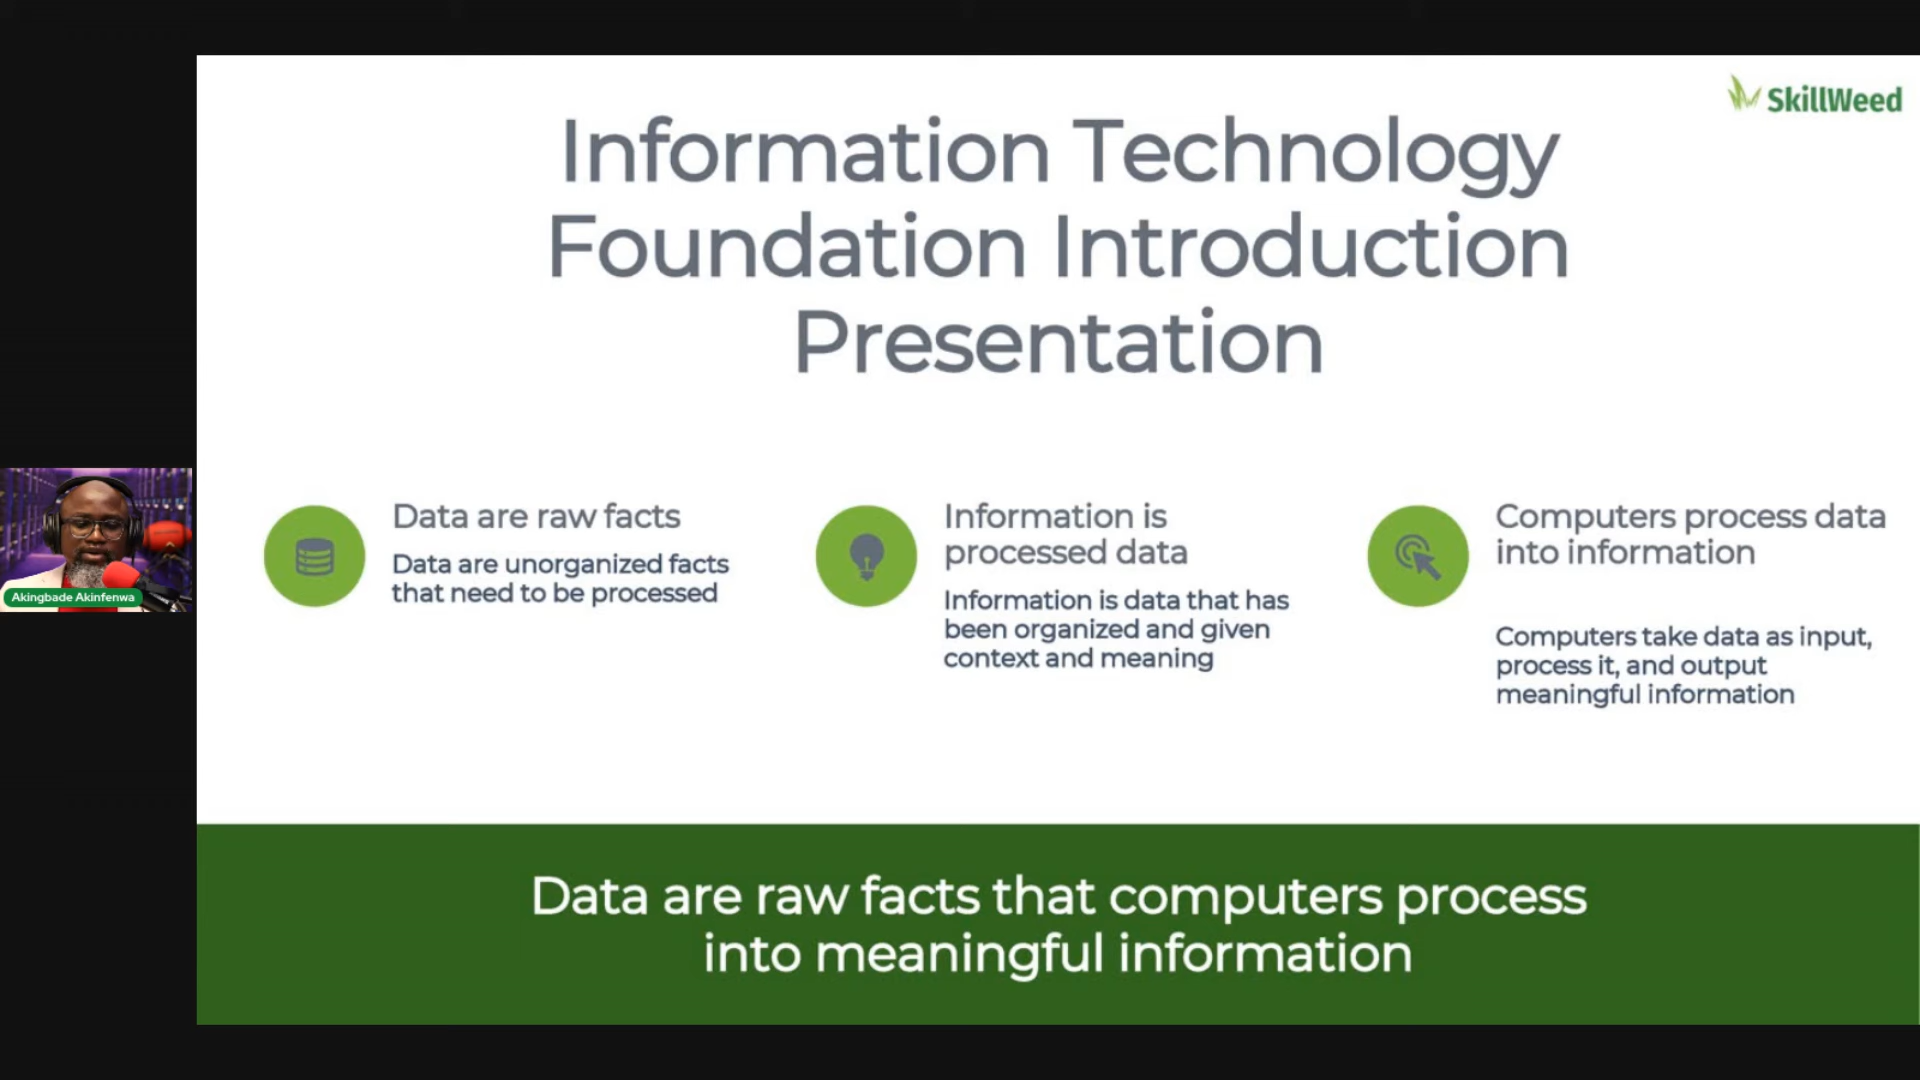 SkillWeed
Information Technology
Foundation Introduction
Presentation
Data are raw facts
Data are unorganized facts
that need to be processed
Information is
processed data
Information is data that has
been organized and given
context and meaning
Computers process data
into information
Computers take data as input,
process it, and output
meaningful information
Akingbade Akinfenwa
Data are raw facts that computers process
into meaningful information